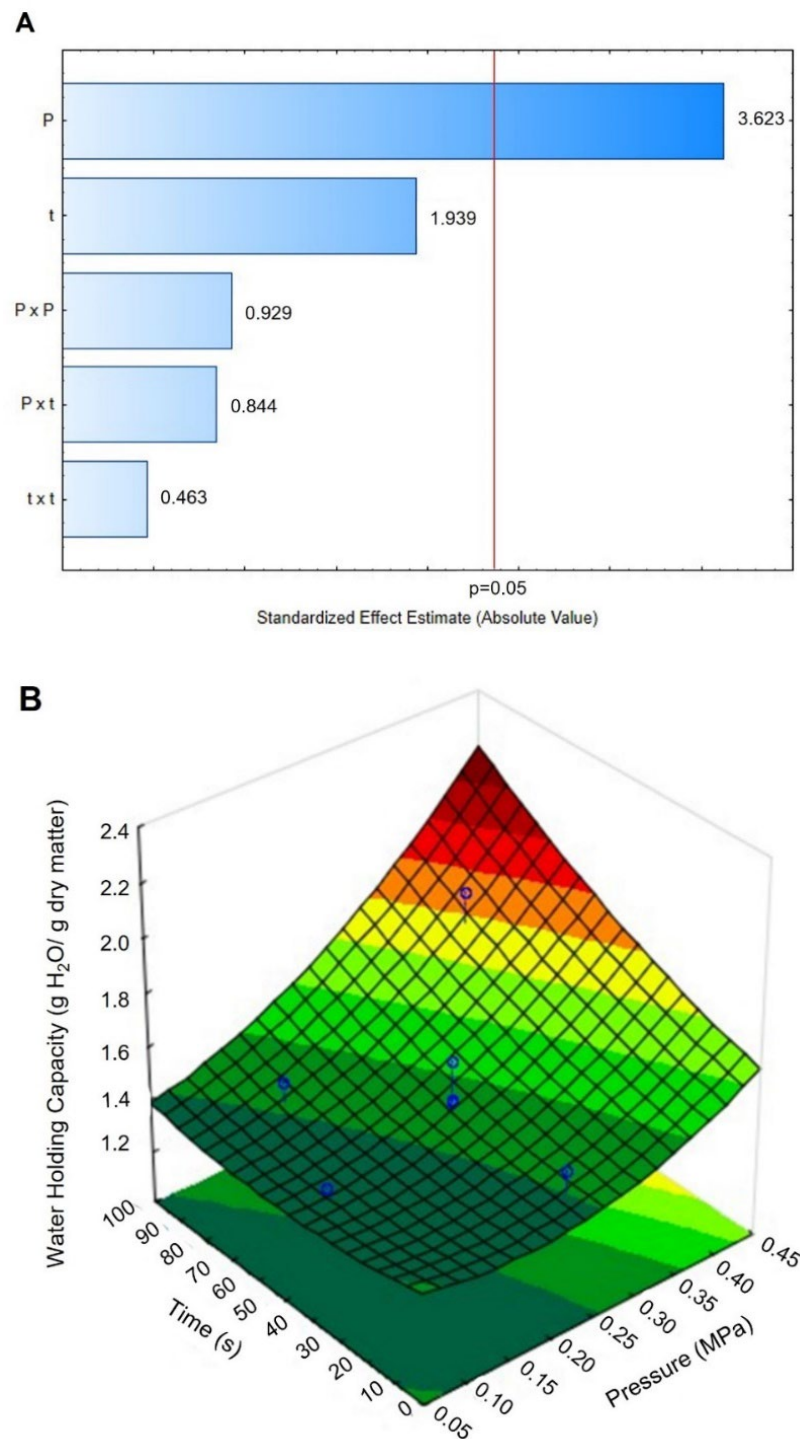 A
P
3.623
t
1.939
P x P
0.929
P x t
0.844
t x t
0.463
p=0.05
Standardized Effect Estimate (Absolute Value)
B
Water Holding Capacity (g H₂O/ g dry matter)
2.4
2.2
2.0
1.8
1.6
1.4
1.2
100
90
80
70
60
50
40
30
20
10
0
Time (s)
0.05
0.10
0.15
0.20
0.25
0.30
0.35
0.40
0.45
Pressure (MPa)